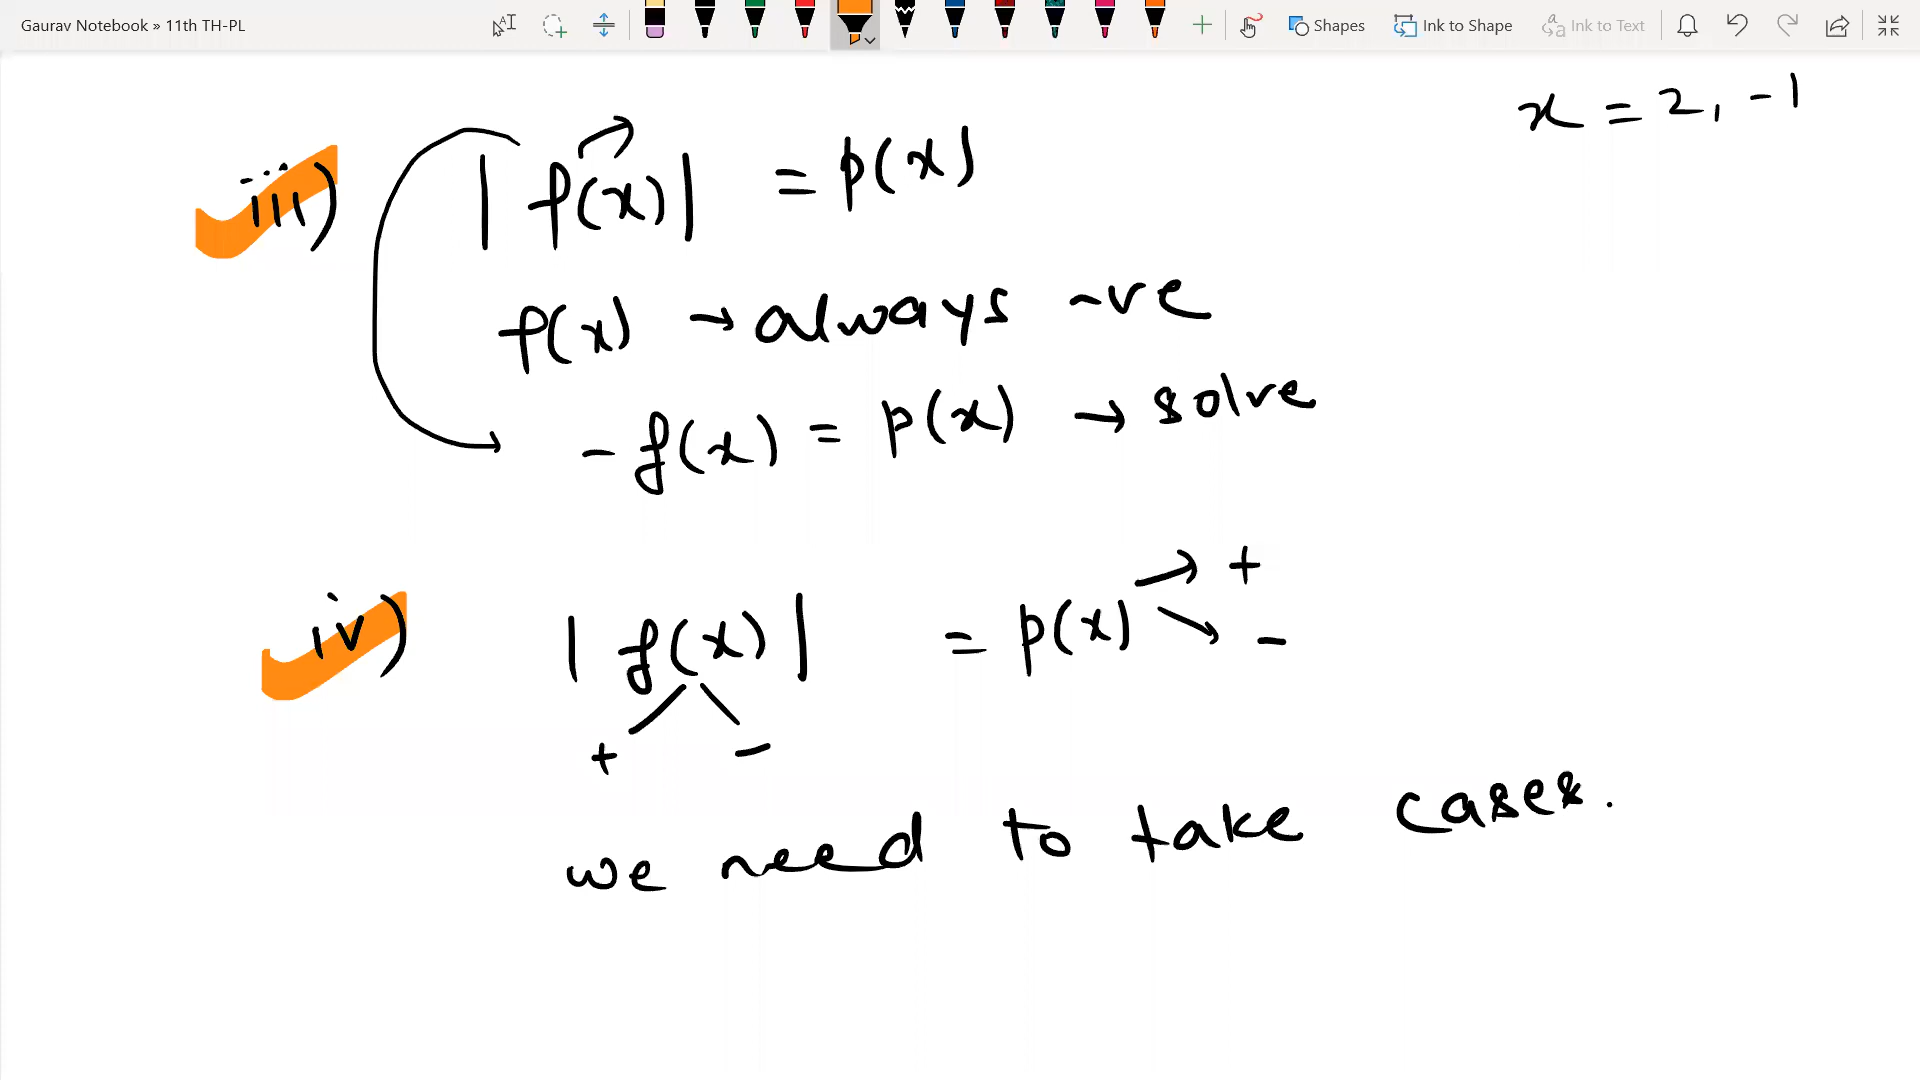 Gaurav Notebook » 11th TH-PL
Shapes
Ink to Shape
Ink to Text
x = 2, -1
iii) |f(x)| = p(x)
f(x) → always -ve
- f(x) = p(x) → solve
iv) |f(x)| = p(x) → +
→ -
+ -
we need to take cases.